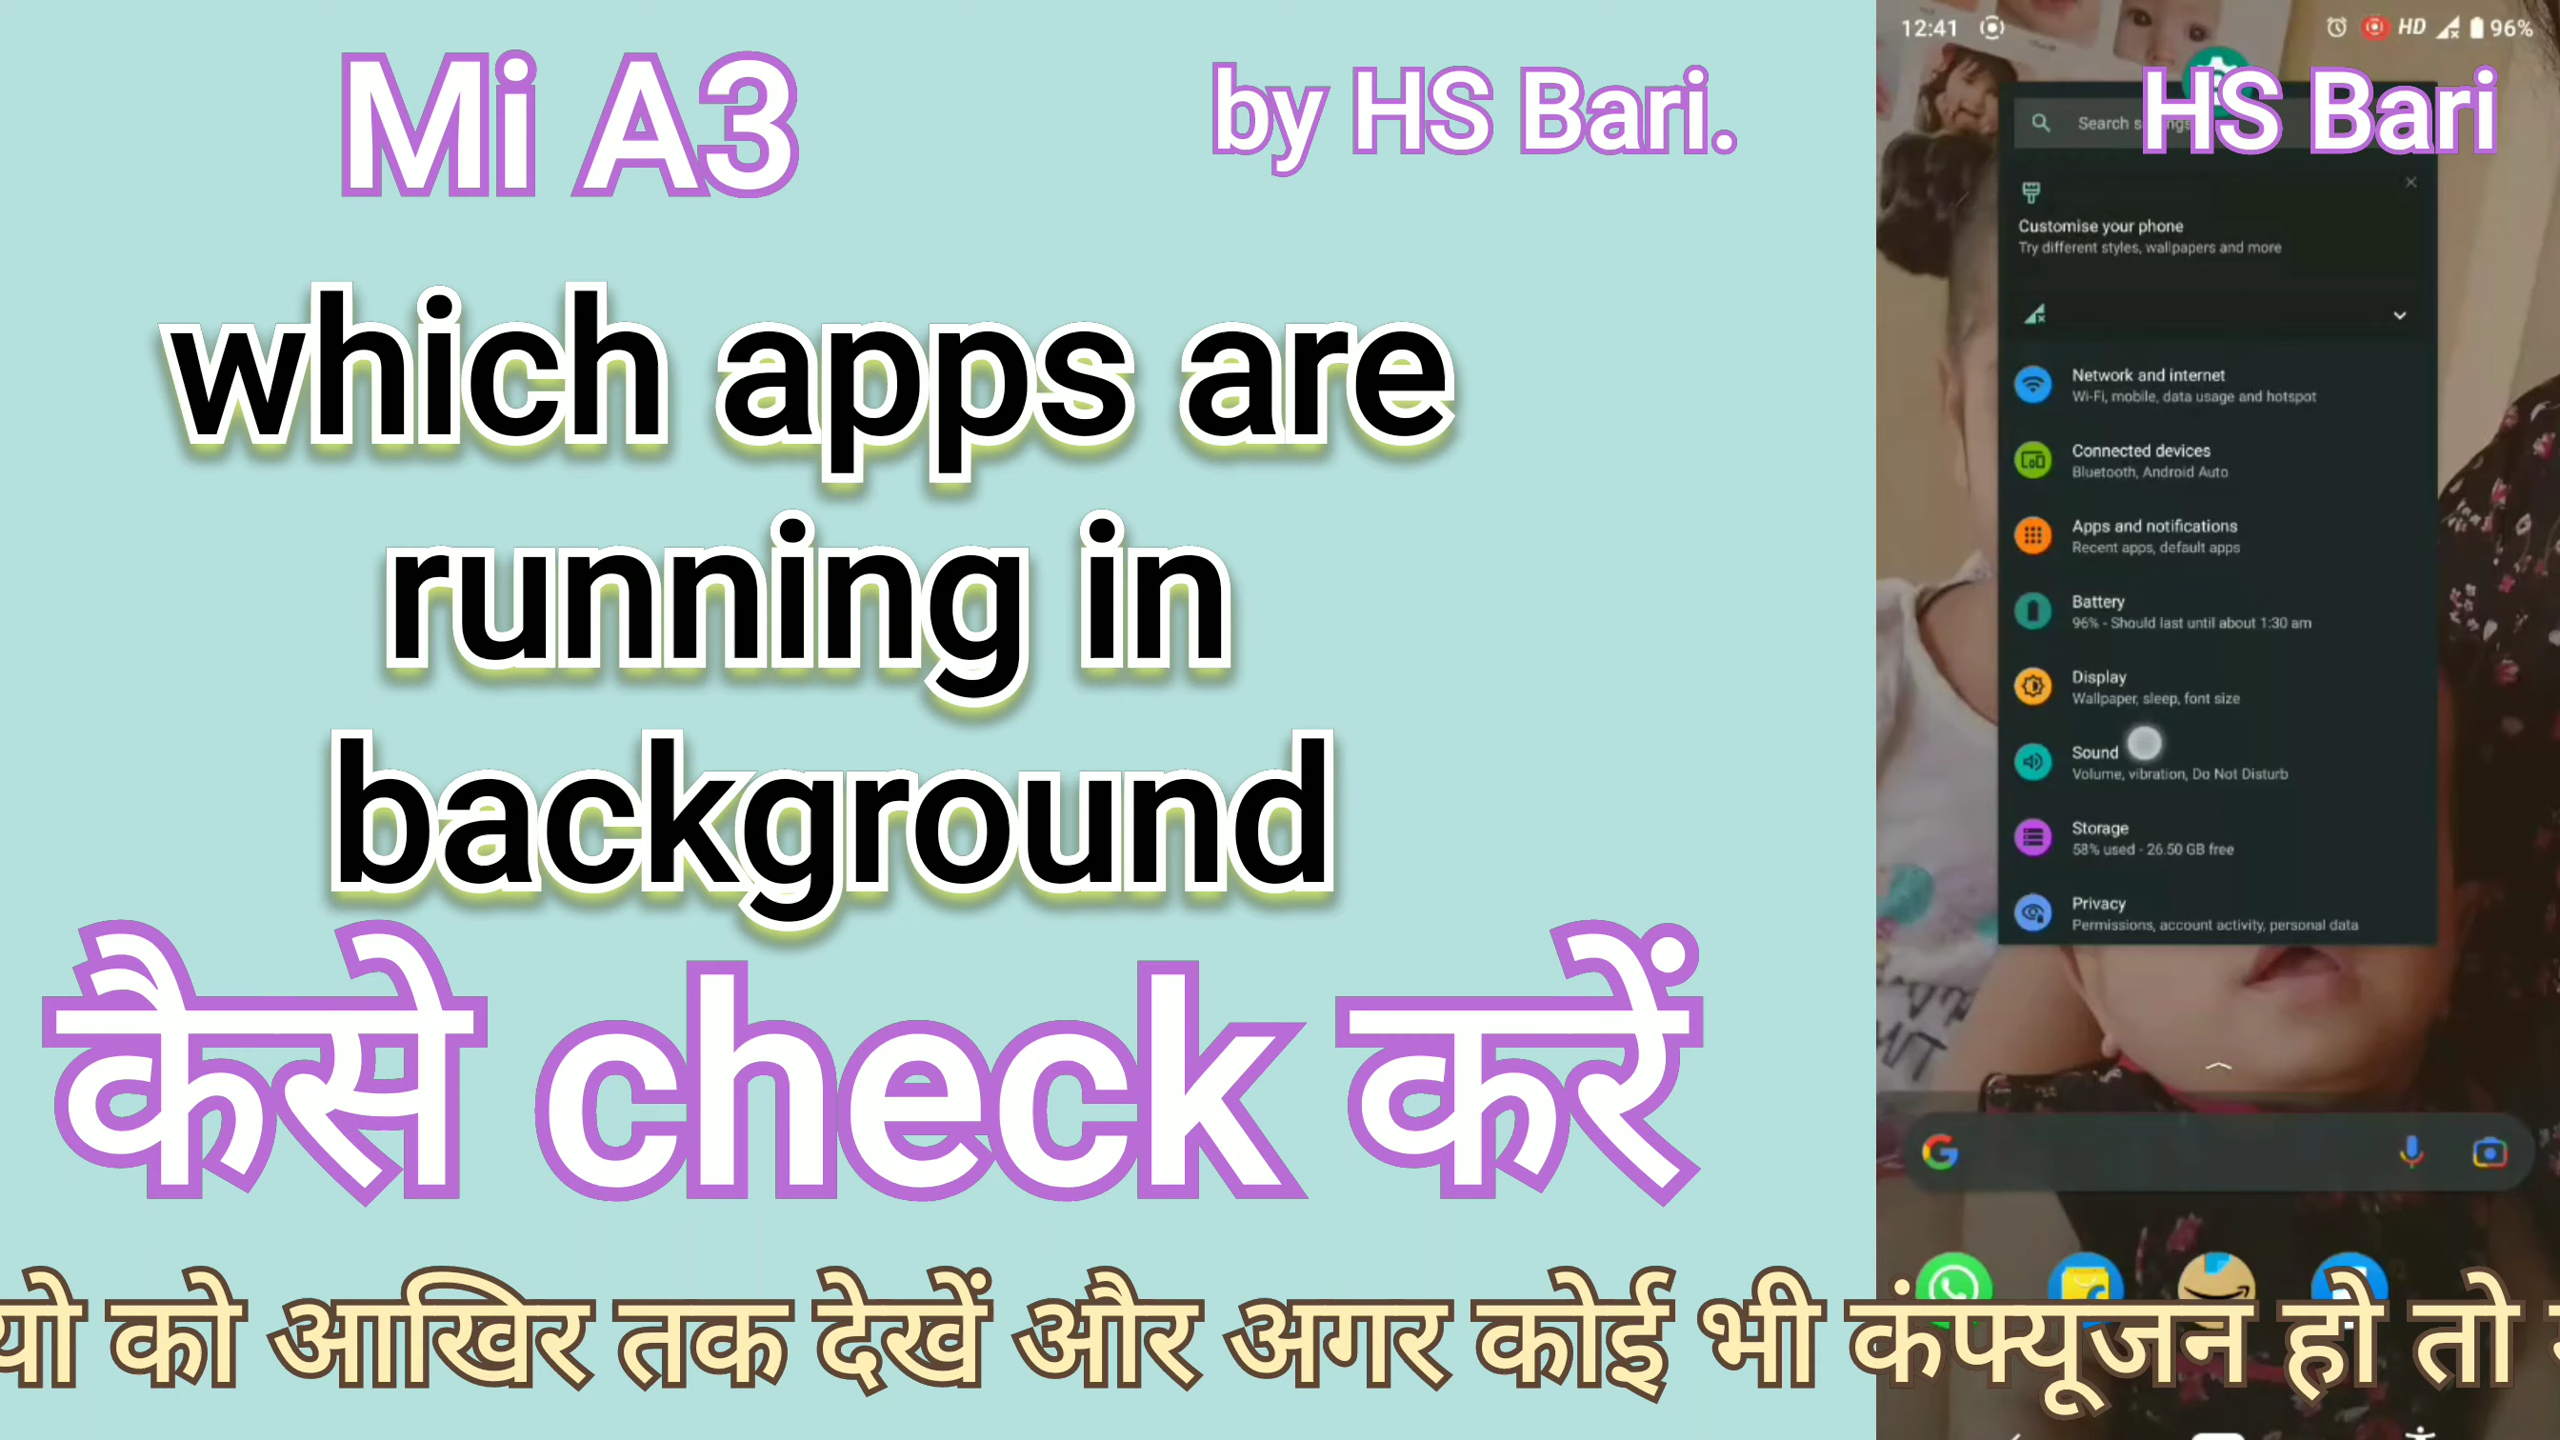 Mi A3
by HS Bari.
which apps are
running in
background
कैसे check करें
को आखिर तक देखें और अगर कोई भी कंफ्यूजन हो तो
12:41
HD
96%
HS Bari
Search
Customise your phone
Try different styles, wallpapers and more
Network and internet
Wi-Fi, mobile, data usage and hotspot
Connected devices
Bluetooth, Android Auto
Apps and notifications
Recent apps, default apps
Battery
96% - Should last until about 1:30 am
Display
Wallpaper, sleep, font size
Sound
Volume, vibration, Do Not Disturb
Storage
58% used - 26.50 GB free
Privacy
Permissions, account activity, personal data